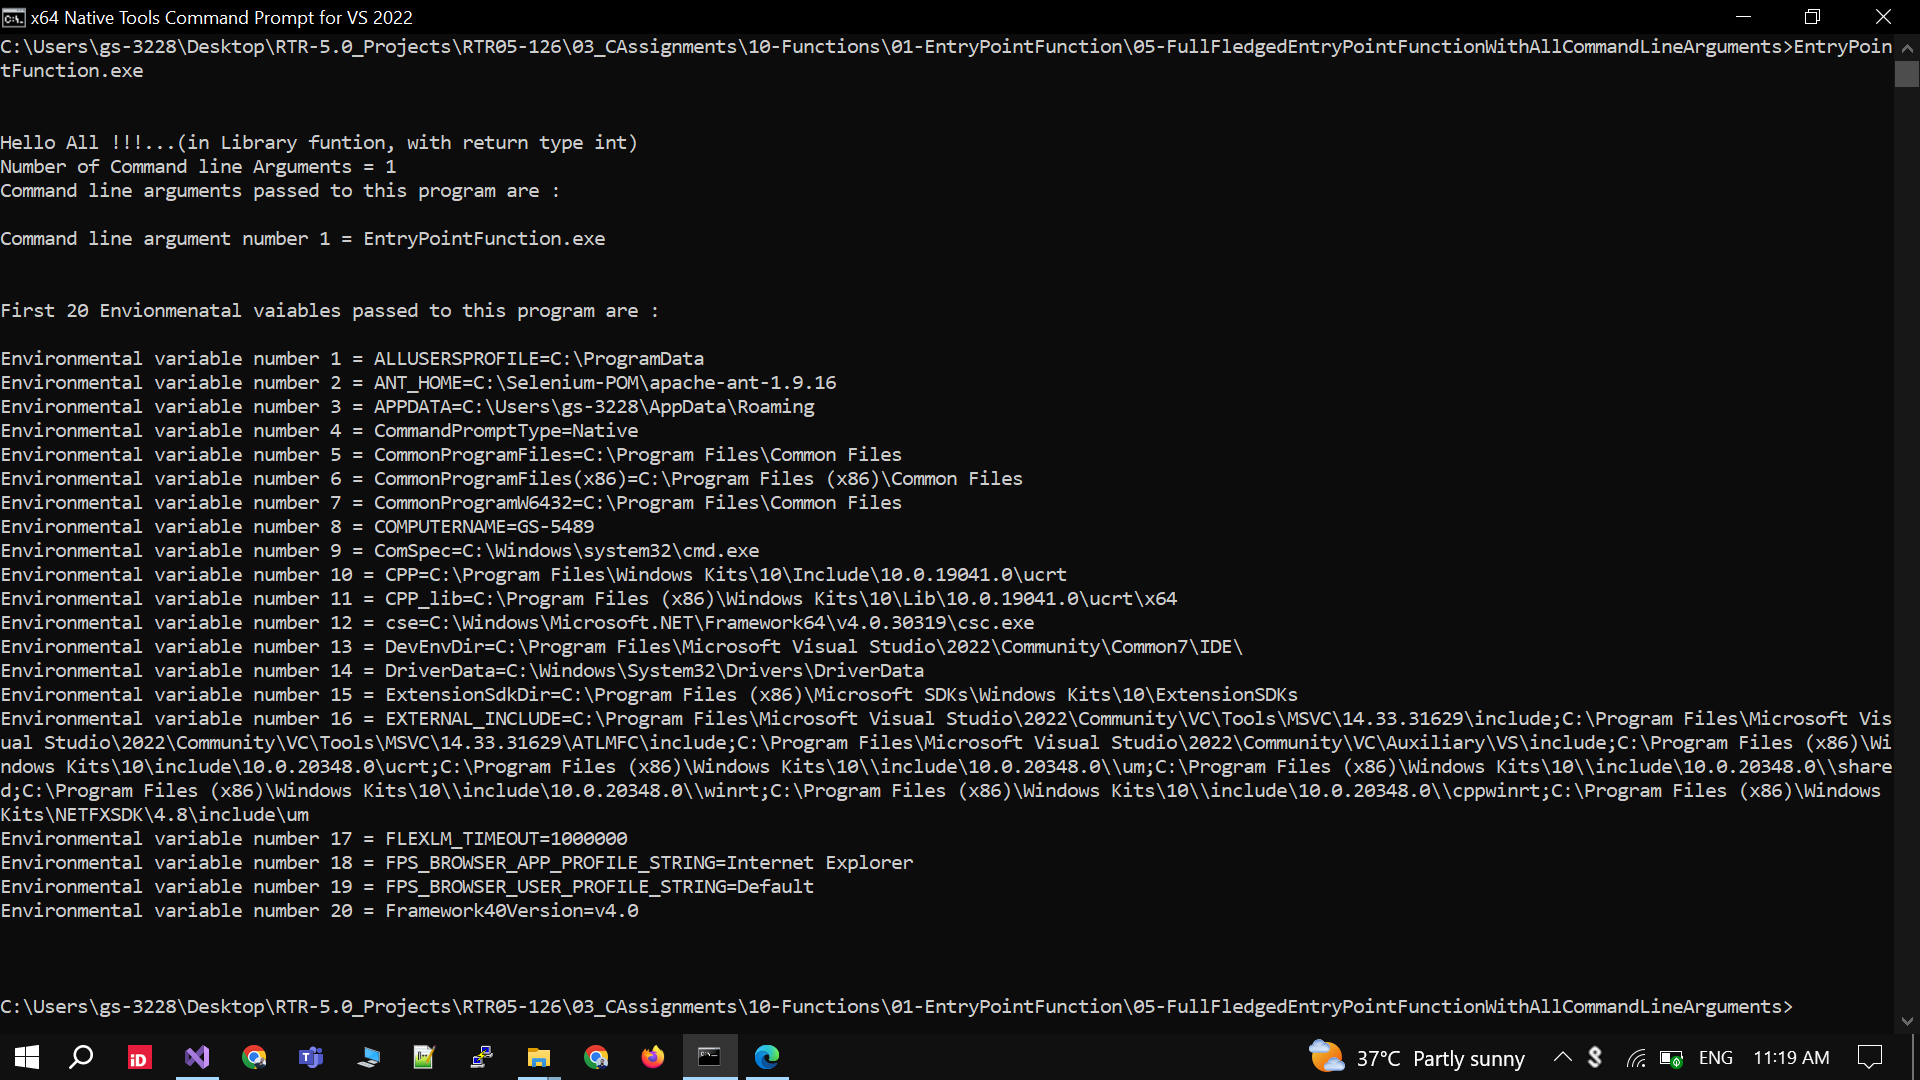 x64 Native Tools Command Prompt for VS 2022
C:\Users\gs-3228\Desktop\RTR-5.0_Projects\RTR05-126\03_CAssignments\10-Functions\01-EntryPointFunction\05-FullFledgedEntryPointFunctionWithAllCommandLineArguments>EntryPoin
tFunction.exe
Hello All !!!...(in Library funtion, with return type int)
Number of Command line Arguments = 1
Command line arguments passed to this program are :
Command line argument number 1 = EntryPointFunction.exe
First 20 Envionmenatal vaiables passed to this program are :
Environmental variable number 1 = ALLUSERSPROFILE=C:\ProgramData
Environmental variable number 2 = ANT_HOME=C:\Selenium-POM\apache-ant-1.9.16
Environmental variable number 3 = APPDATA=C:\Users\gs-3228\AppData\Roaming
Environmental variable number 4 = CommandPromptType=Native
Environmental variable number 5 = CommonProgramFiles=C:\Program Files\Common Files
Environmental variable number 6 = CommonProgramFiles(x86)=C:\Program Files (x86)\Common Files
Environmental variable number 7 = CommonProgramW6432=C:\Program Files\Common Files
Environmental variable number 8 = COMPUTERNAME=GS-5489
Environmental variable number 9 = ComSpec=C:\Windows\system32\cmd.exe
Environmental variable number 10 = CPP=C:\Program Files\Windows Kits\10\Include\10.0.19041.0\ucrt
Environmental variable number 11 = CPP_lib=C:\Program Files (x86)\Windows Kits\10\Lib\10.0.19041.0\ucrt\x64
Environmental variable number 12 = cse=C:\Windows\Microsoft.NET\Framework64\v4.0.30319\csc.exe
Environmental variable number 13 = DevEnvDir=C:\Program Files\Microsoft Visual Studio\2022\Community\Common7\IDE\
Environmental variable number 14 = DriverData=C:\Windows\System32\Drivers\DriverData
Environmental variable number 15 = ExtensionSdkDir=C:\Program Files (x86)\Microsoft SDKs\Windows Kits\10\ExtensionSDKs
Environmental variable number 16 = EXTERNAL_INCLUDE=C:\Program Files\Microsoft Visual Studio\2022\Community\VC\Tools\MSVC\14.33.31629\include;C:\Program Files\Microsoft Vis
ual Studio\2022\Community\VC\Tools\MSVC\14.33.31629\ATLMFC\include;C:\Program Files\Microsoft Visual Studio\2022\Community\VC\Auxiliary\VS\include;C:\Program Files (x86)\Wi
ndows Kits\10\include\10.0.20348.0\ucrt;C:\Program Files (x86)\Windows Kits\10\\include\10.0.20348.0\\um;C:\Program Files (x86)\Windows Kits\10\\include\10.0.20348.0\\share
d;C:\Program Files (x86)\Windows Kits\10\\include\10.0.20348.0\\winrt;C:\Program Files (x86)\Windows Kits\10\\include\10.0.20348.0\\cppwinrt;C:\Program Files (x86)\Windows
Kits\NETFXSDK\4.8\include\um
Environmental variable number 17 = FLEXLM_TIMEOUT=1000000
Environmental variable number 18 = FPS_BROWSER_APP_PROFILE_STRING=Internet Explorer
Environmental variable number 19 = FPS_BROWSER_USER_PROFILE_STRING=Default
Environmental variable number 20 = Framework40Version=v4.0
C:\Users\gs-3228\Desktop\RTR-5.0_Projects\RTR05-126\03_CAssignments\10-Functions\01-EntryPointFunction\05-FullFledgedEntryPointFunctionWithAllCommandLineArguments>
37°C Partly sunny ENG 11:19 AM